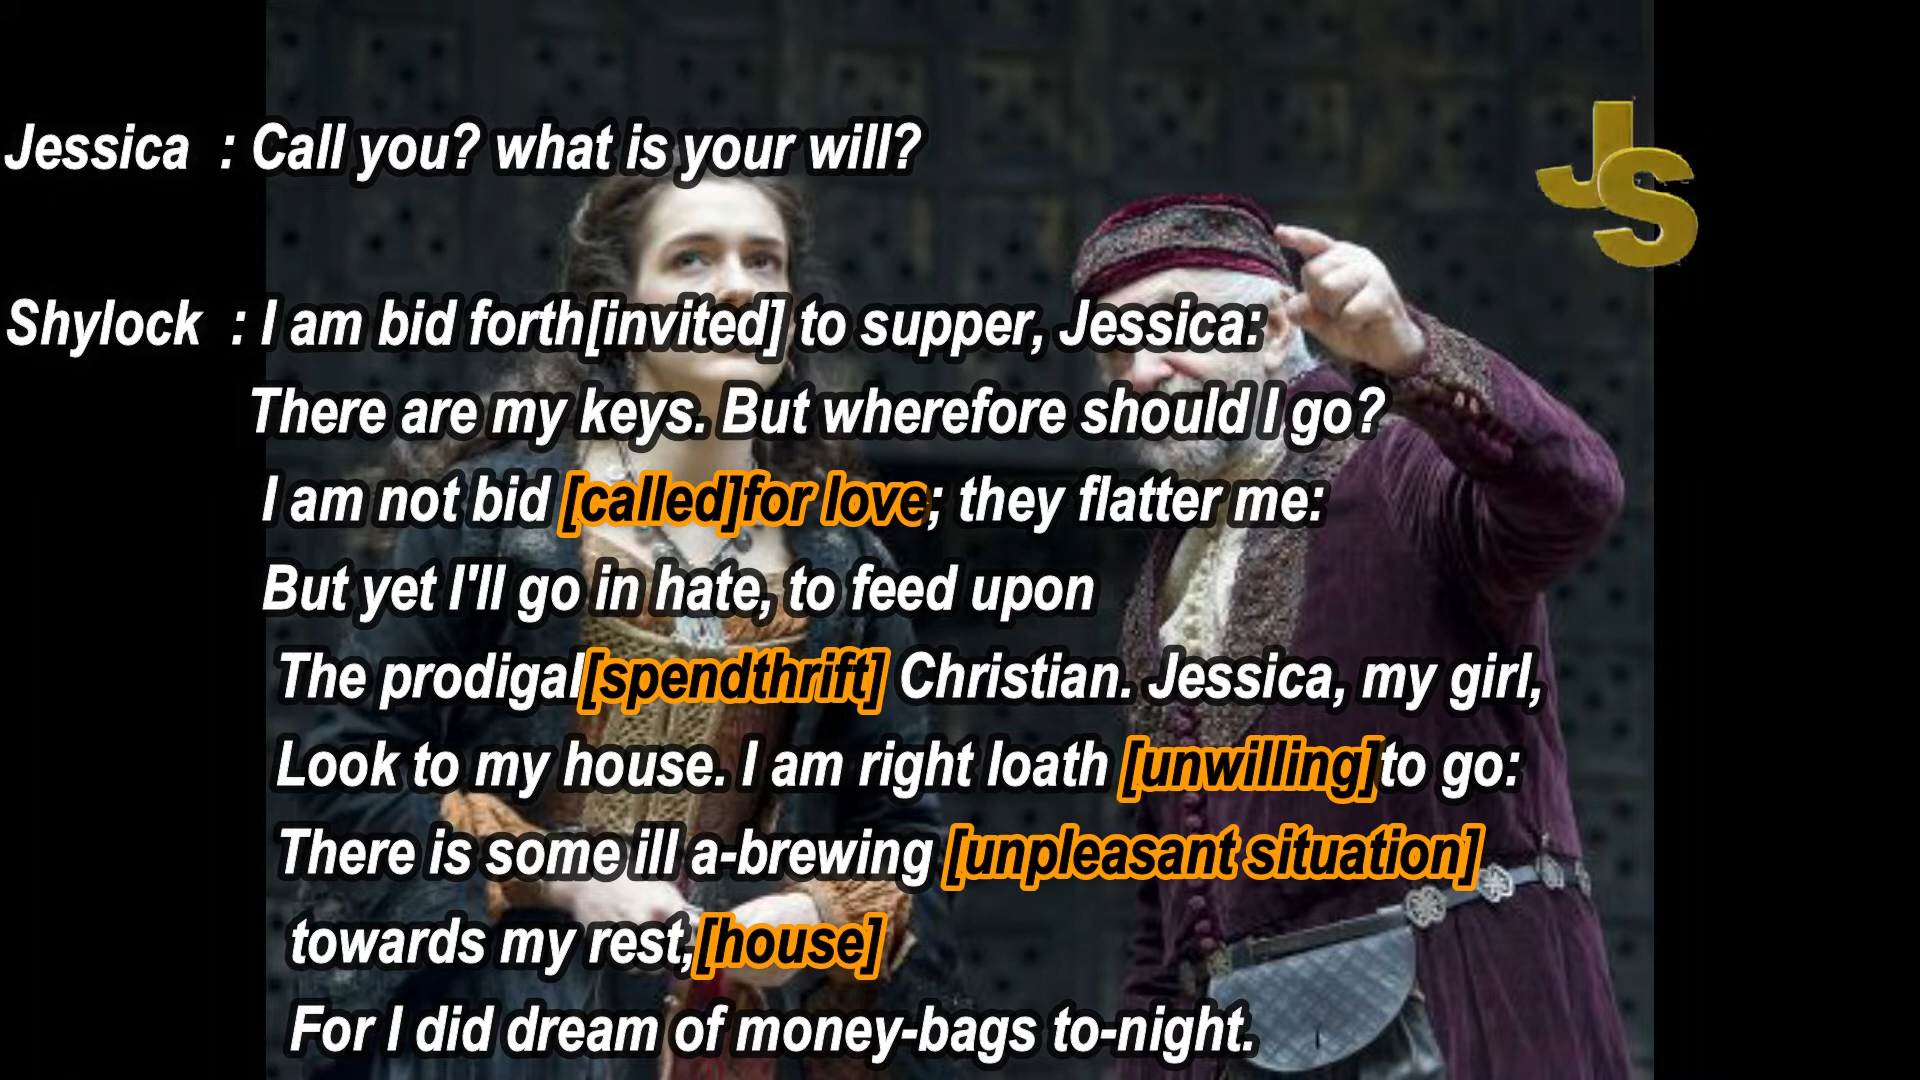 Jessica : Call you? what is your will?
JS
Shylock : I am bid forth[invited] to supper, Jessica:
There are my keys. But wherefore should I go?
I am not bid [called]for love; they flatter me:
But yet I'll go in hate, to feed upon
The prodigal[spendthrift] Christian. Jessica, my girl,
Look to my house. I am right loath [unwilling]to go:
There is some ill a-brewing [unpleasant situation]
towards my rest,[house]
For I did dream of money-bags to-night.